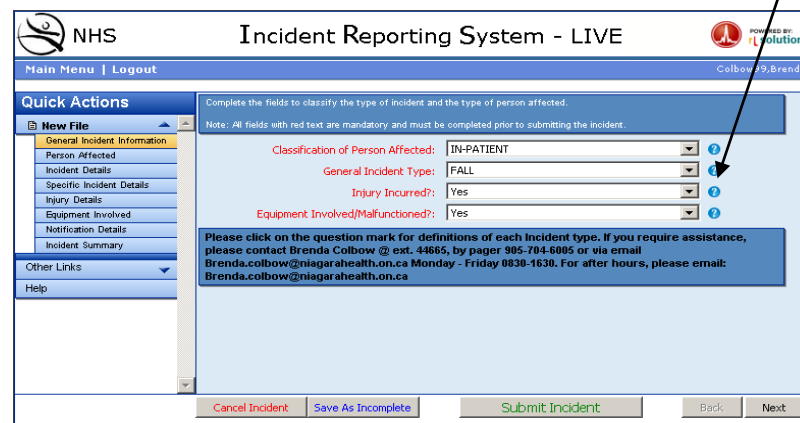 NHS
Incident Reporting System - LIVE
POWERED BY:
rL solution
Main Menu | Logout
Colbow99,Brend
Quick Actions
New File
General Incident Information
Person Affected
Incident Details
Specific Incident Details
Injury Details
Equipment Involved
Notification Details
Incident Summary
Other Links
Help
Complete the fields to classify the type of incident and the type of person affected.
Note: All fields with red text are mandatory and must be completed prior to submitting the incident.
Classification of Person Affected: IN-PATIENT ?
General Incident Type: FALL ?
Injury Incurred?: Yes ?
Equipment Involved/Malfunctioned?: Yes ?
Please click on the question mark for definitions of each Incident type. If you require assistance,
please contact Brenda Colbow @ ext. 44665, by pager 905-704-6005 or via email
Brenda.colbow@niagarahealth.on.ca Monday - Friday 0830-1630. For after hours, please email:
Brenda.colbow@niagarahealth.on.ca
Cancel Incident Save As Incomplete Submit Incident Back Next